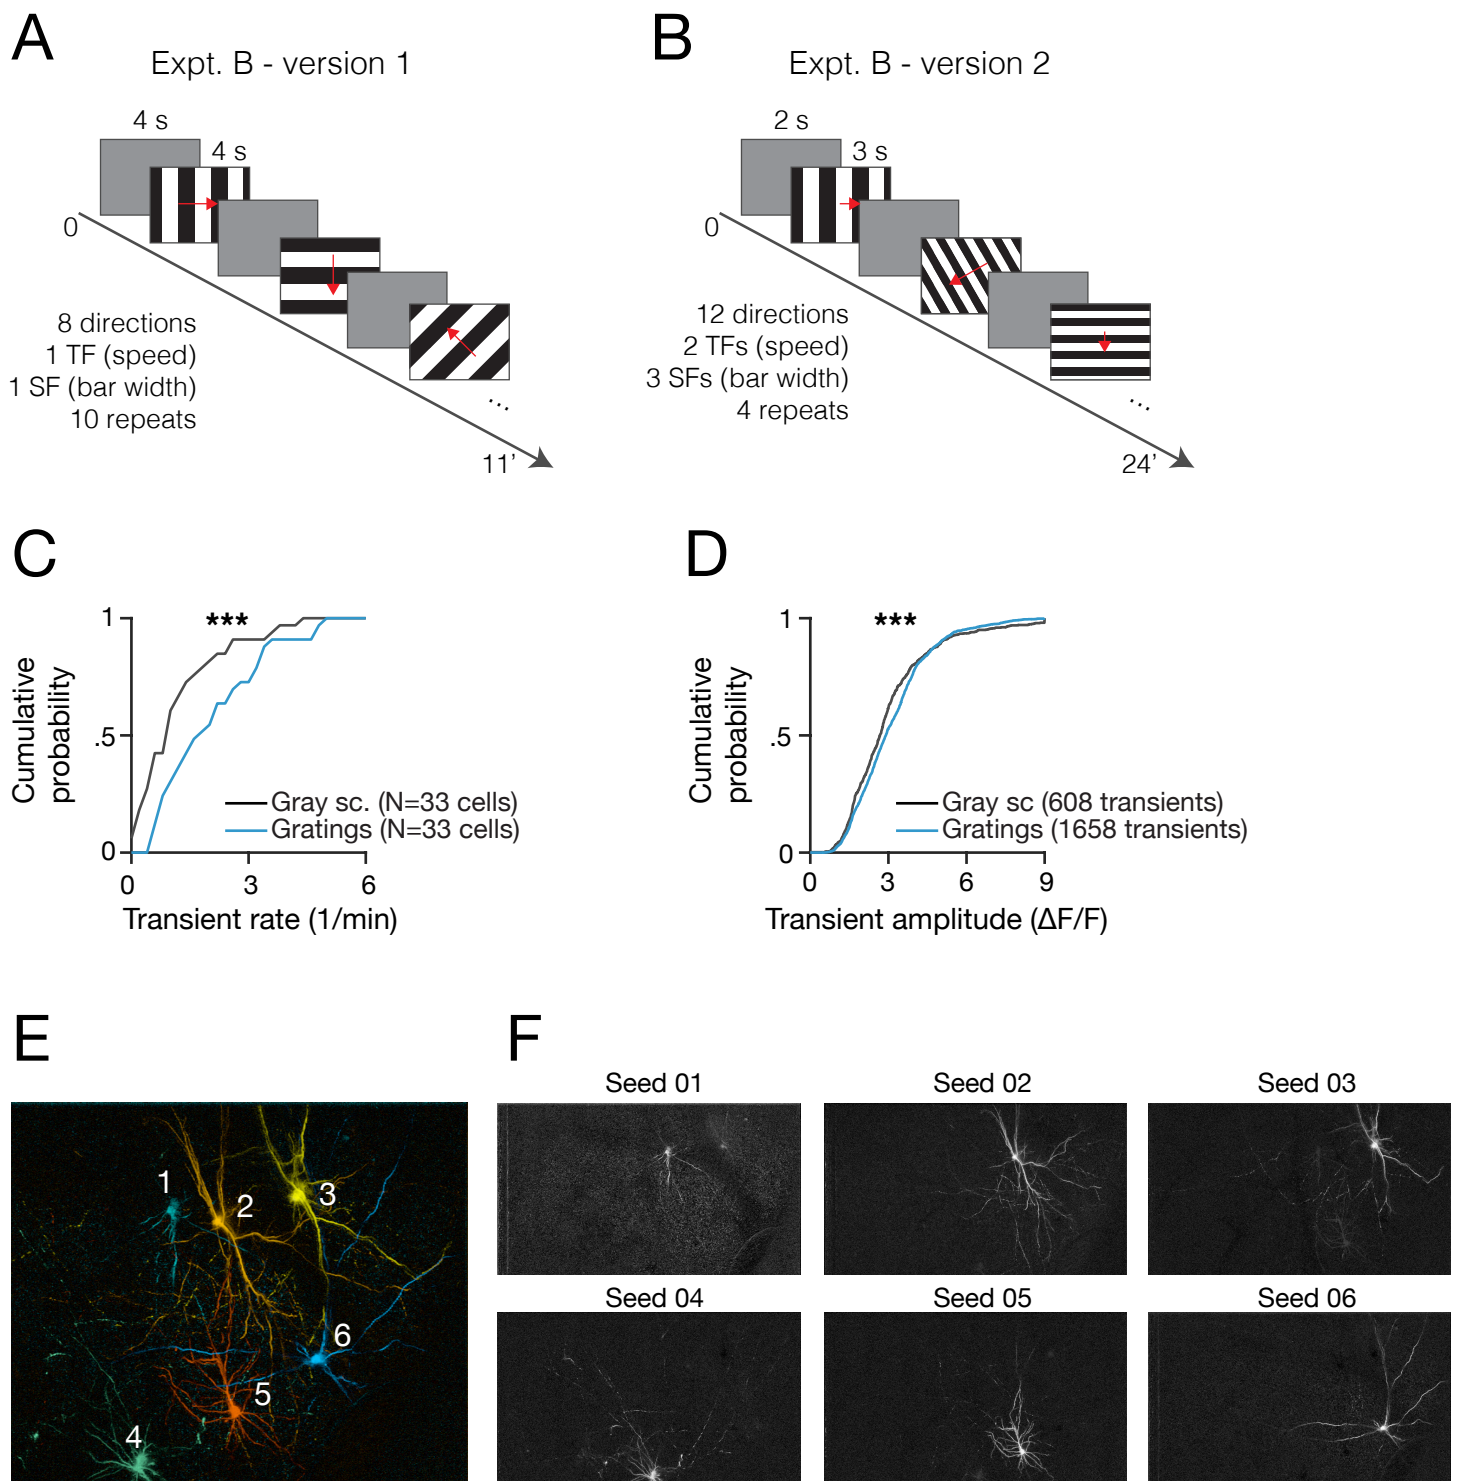 A
Expt. B - version 1
4 s
4 s
0
8 directions
1 TF (speed)
1 SF (bar width)
10 repeats
...
11'
B
Expt. B - version 2
2 s
3 s
0
12 directions
2 TFs (speed)
3 SFs (bar width)
4 repeats
...
24'
C
Cumulative
probability
1
.5
0
***
Gray sc. (N=33 cells)
Gratings (N=33 cells)
0 3 6
Transient rate (1/min)
D
Cumulative
probability
1
.5
0
***
Gray sc (608 transients)
Gratings (1658 transients)
0 3 6 9
Transient amplitude (ΔF/F)
E
1
2
3
6
5
4
F
Seed 01
Seed 02
Seed 03
Seed 04
Seed 05
Seed 06